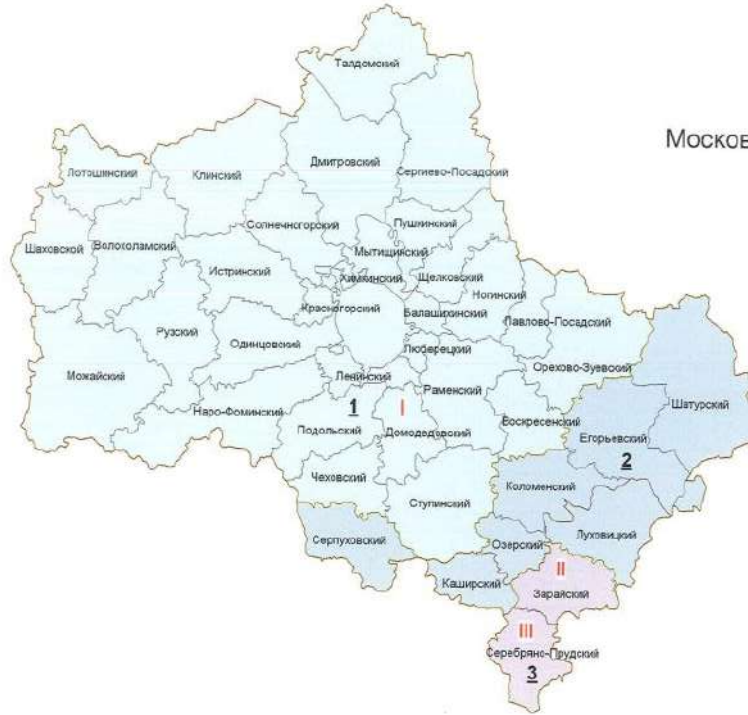 Талдомский
Москов
Лотошинский
Клинский
Дмитровский
Сергиево-Посадский
Солнечногорский
Пушкинский
Шаховской
Волоколамский
Мытищинский
Истринский
Химкинский
Щелковский
Ногинский
Красногорский
Балашихинский
Павлово-Посадский
Рузский
Одинцовский
Люберецкий
Орехово-Зуевский
Можайский
Ленинский
Раменский
Шатурский
Наро-Фоминский
1
I
Подольский
Домодедовский
Воскресенский
Егорьевский
2
Чеховский
Коломенский
Ступинский
Серпуховский
Озерский
Луховицкий
Каширский
II
Зарайский
III
Серебряно-Прудский
3